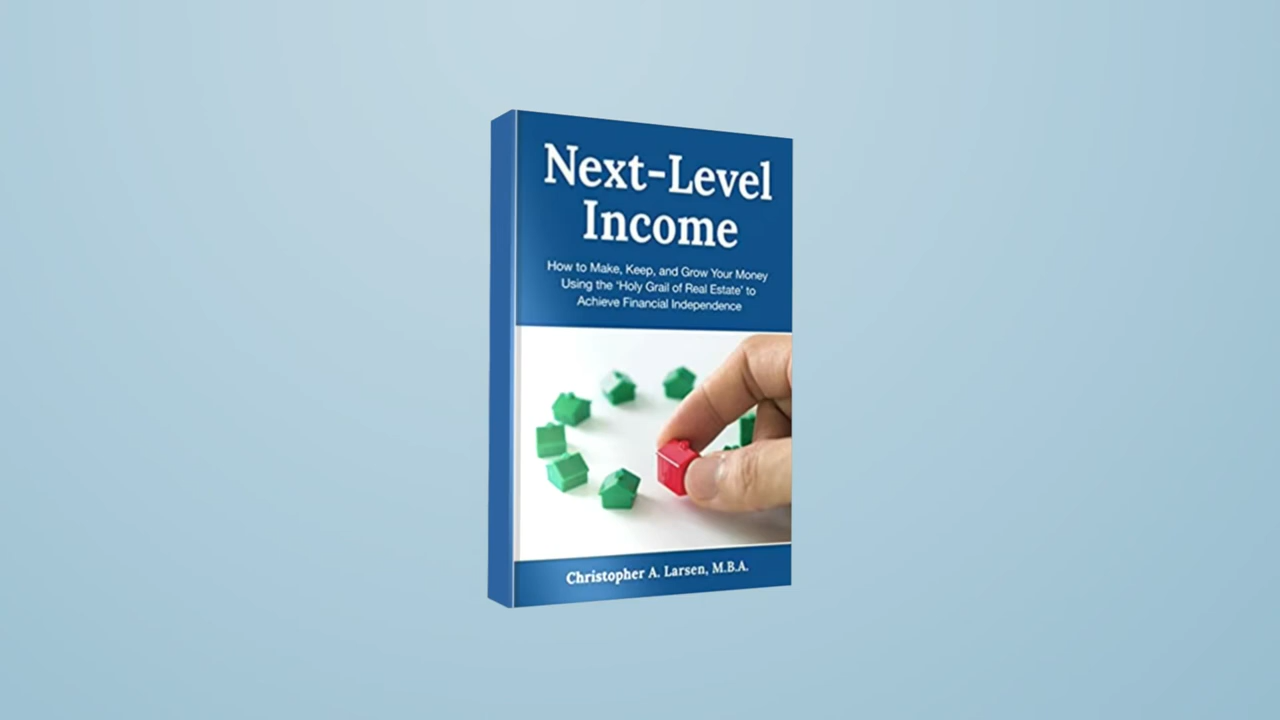 Next-Level
Income
How to Make, Keep, and Grow Your Money
Using the ‘Holy Grail of Real Estate’ to
Achieve Financial Independence
Christopher A. Larsen, M.B.A.